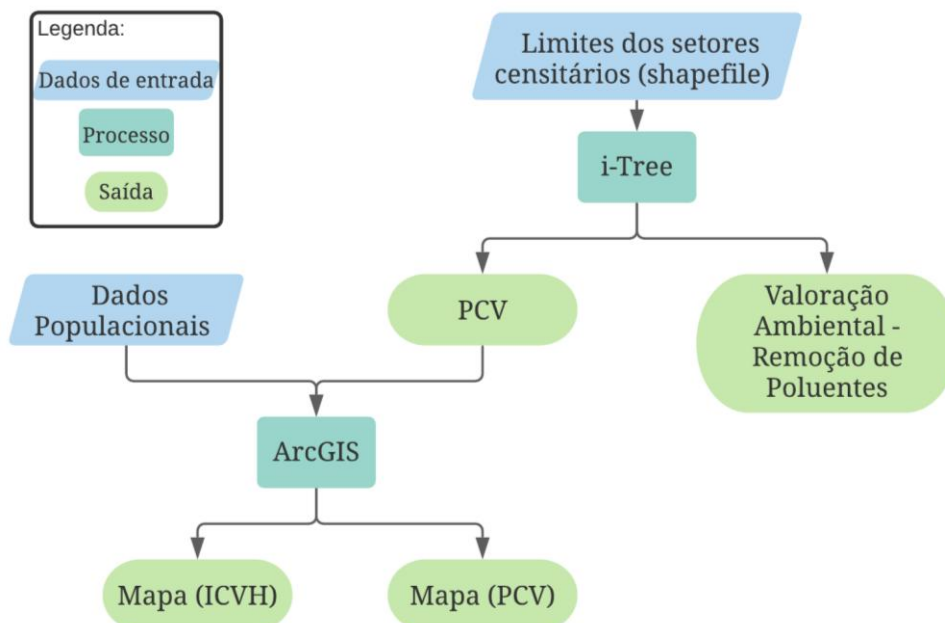 Legenda:
Dados de entrada
Processo
Saída
Limites dos setores
censitários (shapefile)
i-Tree
Dados
Populacionais
PCV
Valoração
Ambiental -
Remoção de
Poluentes
ArcGIS
Mapa (ICVH)
Mapa (PCV)